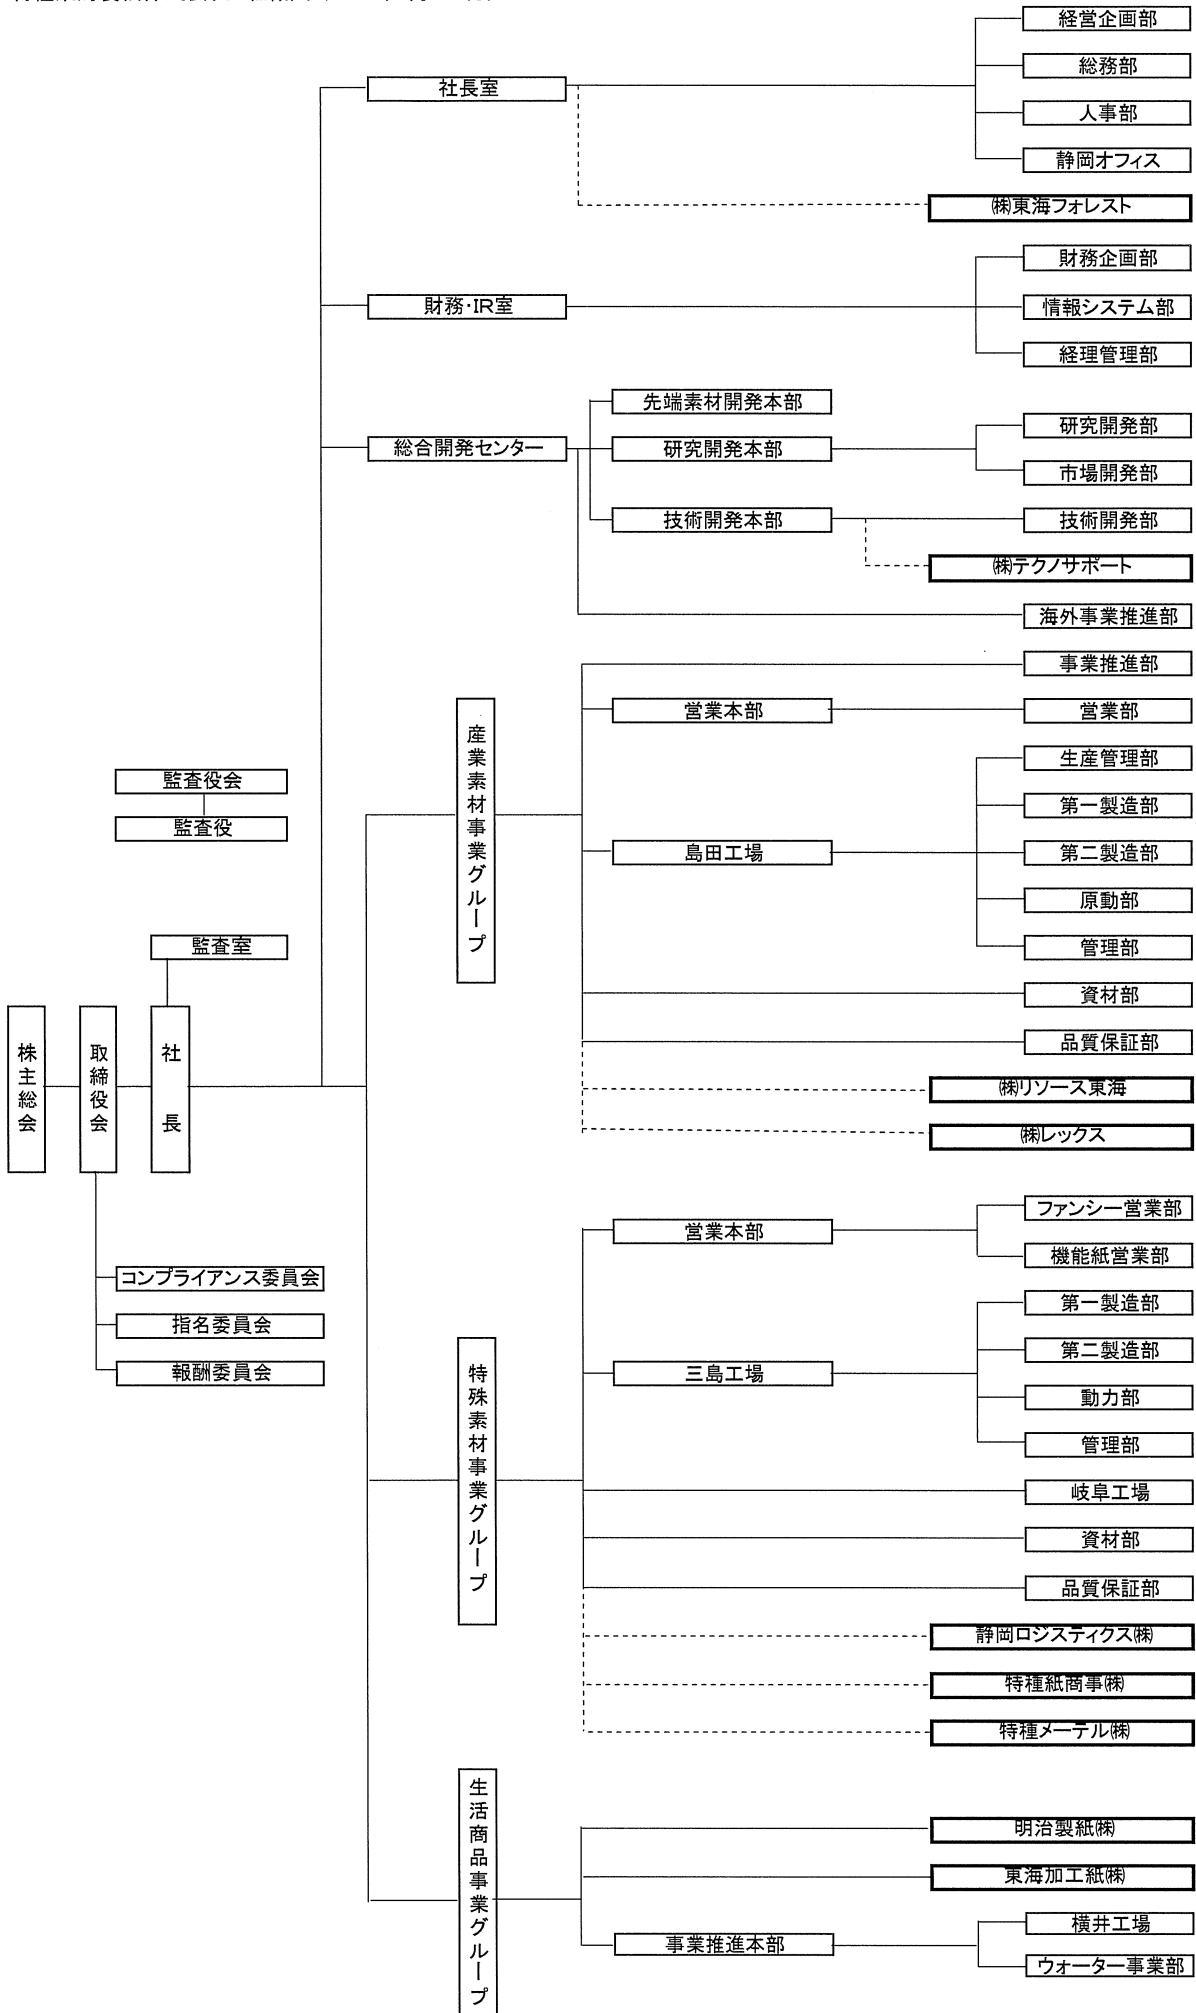 経営企画部
総務部
社長室
人事部
静岡オフィス
㈱東海フォレスト
財務企画部
財務・IR室
情報システム部
経理管理部
先端素材開発本部
総合開発センター
研究開発本部
研究開発部
市場開発部
技術開発本部
技術開発部
㈱テクノサポート
海外事業推進部
産業素材事業グループ
事業推進部
営業本部
営業部
生産管理部
第一製造部
島田工場
第二製造部
原動部
管理部
資材部
品質保証部
㈱リソース東海
㈱レックス
監査役会
監査役
監査室
株主総会
取締役会
社長
コンプライアンス委員会
指名委員会
報酬委員会
特殊素材事業グループ
営業本部
ファンシー営業部
機能紙営業部
第一製造部
三島工場
第二製造部
動力部
管理部
岐阜工場
資材部
品質保証部
静岡ロジスティクス㈱
特種紙商事㈱
特種メーテル㈱
生活商品事業グループ
明治製紙㈱
東海加工紙㈱
事業推進本部
横井工場
ウォーター事業部